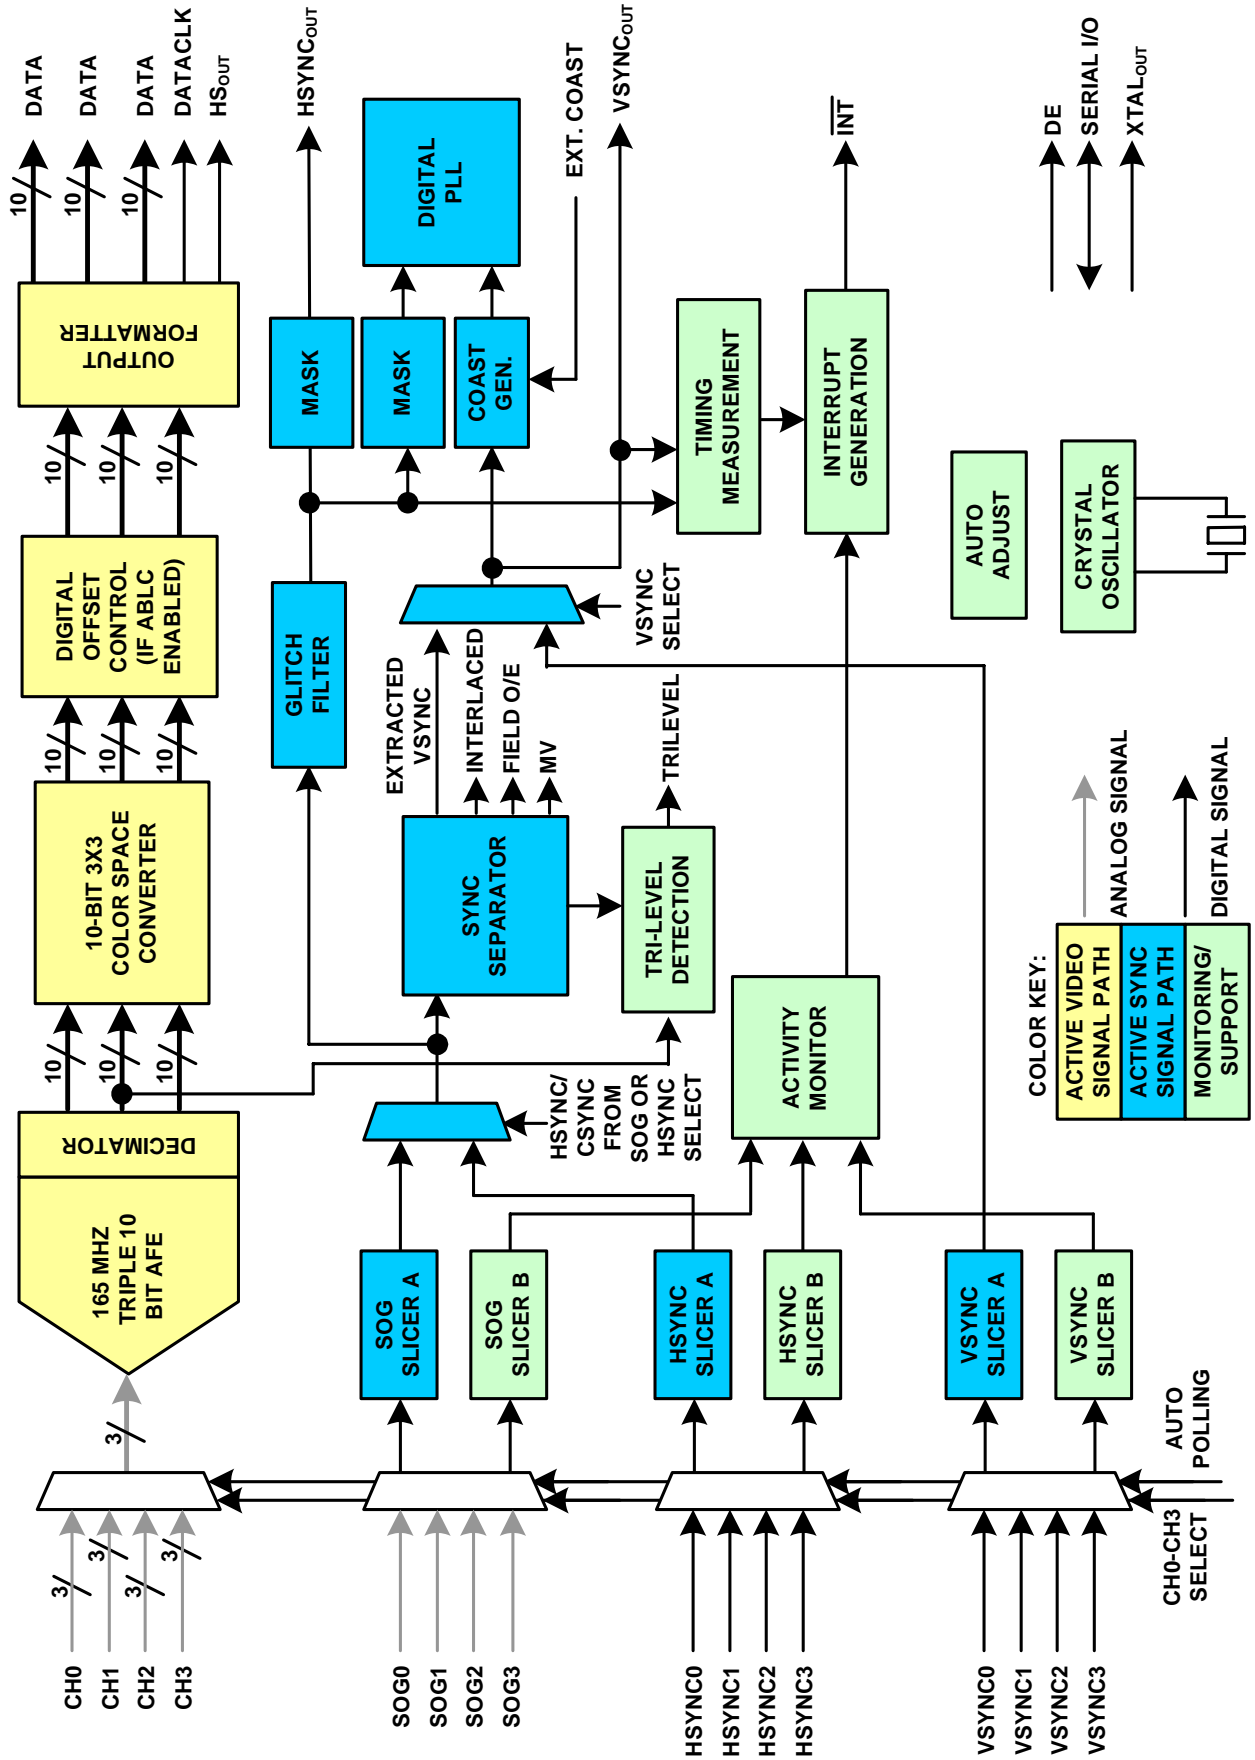 CH0
CH1
CH2
CH3
3
3
3
3
3
165 MHZ
TRIPLE 10
BIT AFE
DECIMATOR
10
10
10
10-BIT 3X3
COLOR SPACE
CONVERTER
10
10
10
DIGITAL
OFFSET
CONTROL
(IF ABLC
ENABLED)
10
10
10
OUTPUT
FORMATTER
10
10
10
DATA
DATA
DATA
DATACLK
HSOUT
SOG0
SOG1
SOG2
SOG3
SOG
SLICER A
SOG
SLICER B
HSYNC/
CSYNC
FROM
SOG OR
HSYNC
SELECT
SYNC
SEPARATOR
EXTRACTED
VSYNC
INTERLACED
FIELD O/E
MV
TRI-LEVEL
DETECTION
TRILEVEL
GLITCH
FILTER
VSYNC
SELECT
MASK
MASK
COAST
GEN.
DIGITAL
PLL
HSYNCOUT
EXT. COAST
VSYNCOUT
HSYNC0
HSYNC1
HSYNC2
HSYNC3
HSYNC
SLICER A
HSYNC
SLICER B
ACTIVITY
MONITOR
TIMING
MEASUREMENT
INTERRUPT
GENERATION
INT
VSYNC0
VSYNC1
VSYNC2
VSYNC3
VSYNC
SLICER A
VSYNC
SLICER B
AUTO
POLLING
CH0-CH3
SELECT
AUTO
ADJUST
CRYSTAL
OSCILLATOR
DE
SERIAL I/O
XTALOUT
COLOR KEY:
ACTIVE VIDEO
SIGNAL PATH
ACTIVE SYNC
SIGNAL PATH
MONITORING/
SUPPORT
ANALOG SIGNAL
DIGITAL SIGNAL